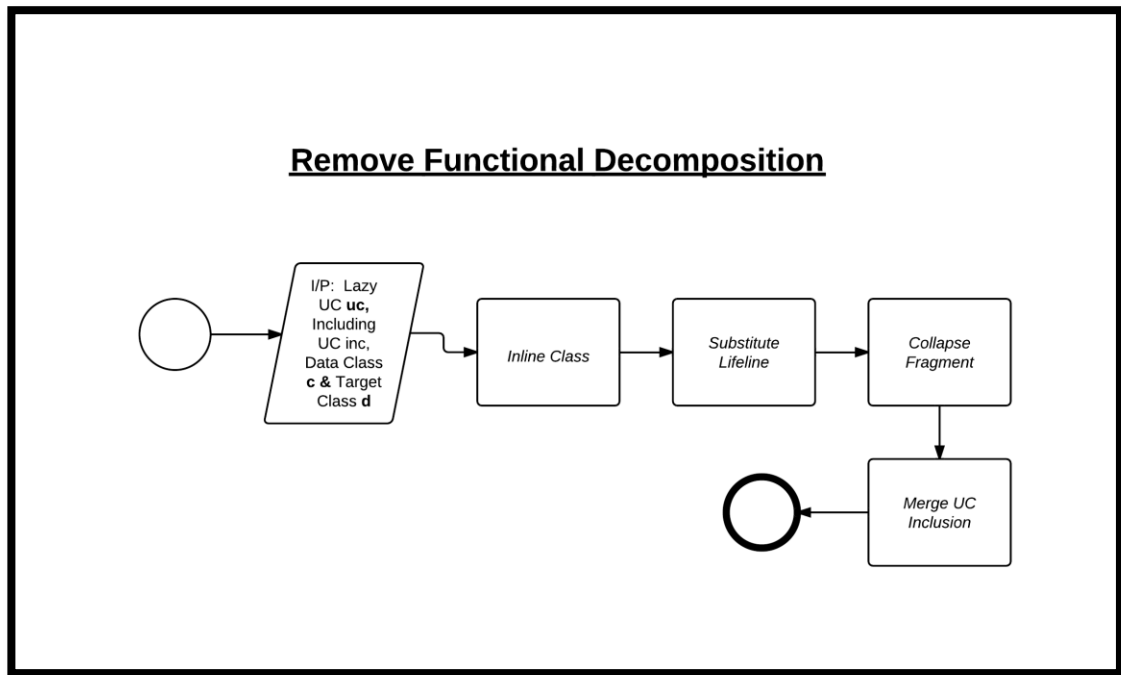 Remove Functional Decomposition
I/P: Lazy
UC uc,
Including
UC inc,
Data Class
c & Target
Class d
Inline Class
Substitute
Lifeline
Collapse
Fragment
Merge UC
Inclusion